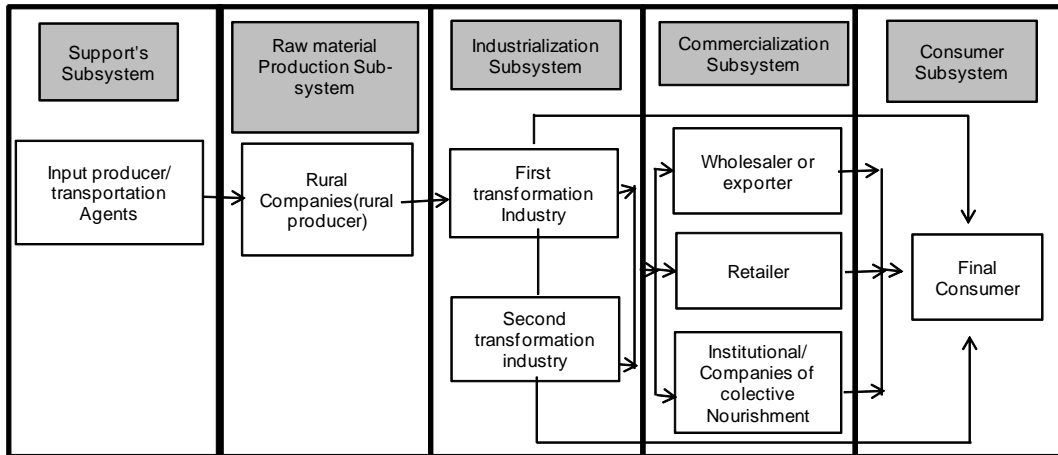 Support's
Subsystem
Raw material
Production Sub-
system
Industrialization
Subsystem
Commercialization
Subsystem
Consumer
Subsystem
Input producer/
transportation
Agents
Rural
Companies(rural
producer)
First
transformation
Industry
Second
transformation
industry
Wholesaler or
exporter
Retailer
Institutional/
Companies of
colective
Nourishment
Final
Consumer